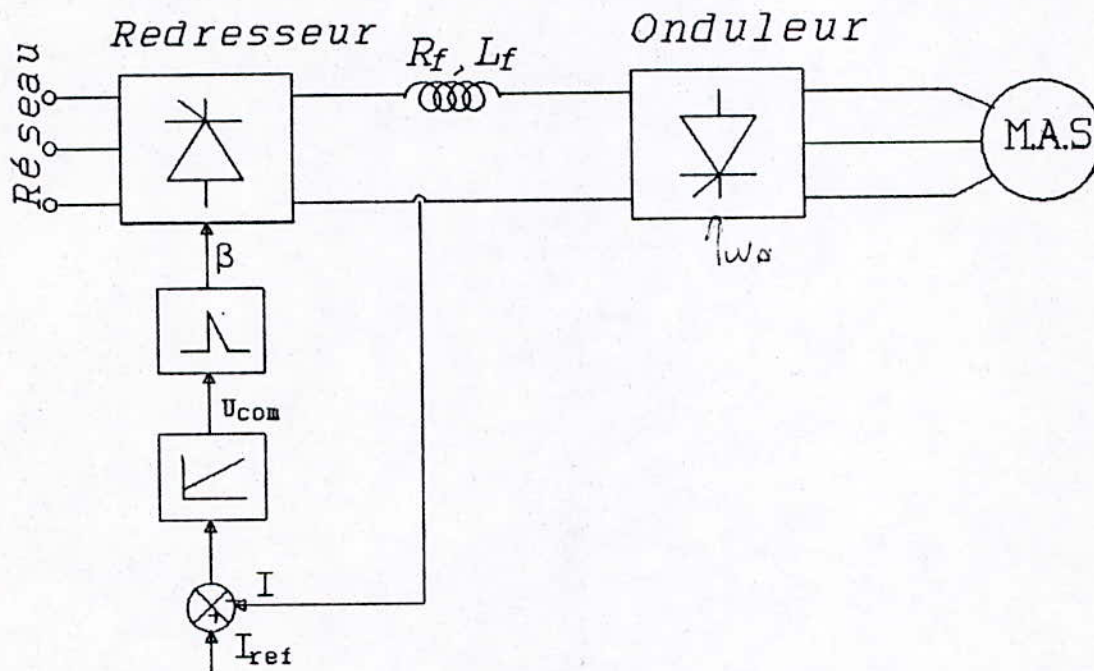 Redresseur
Onduleur
Rf, Lf
Réseau
M.A.S
ωs
β
Ucom
I
+
Iref